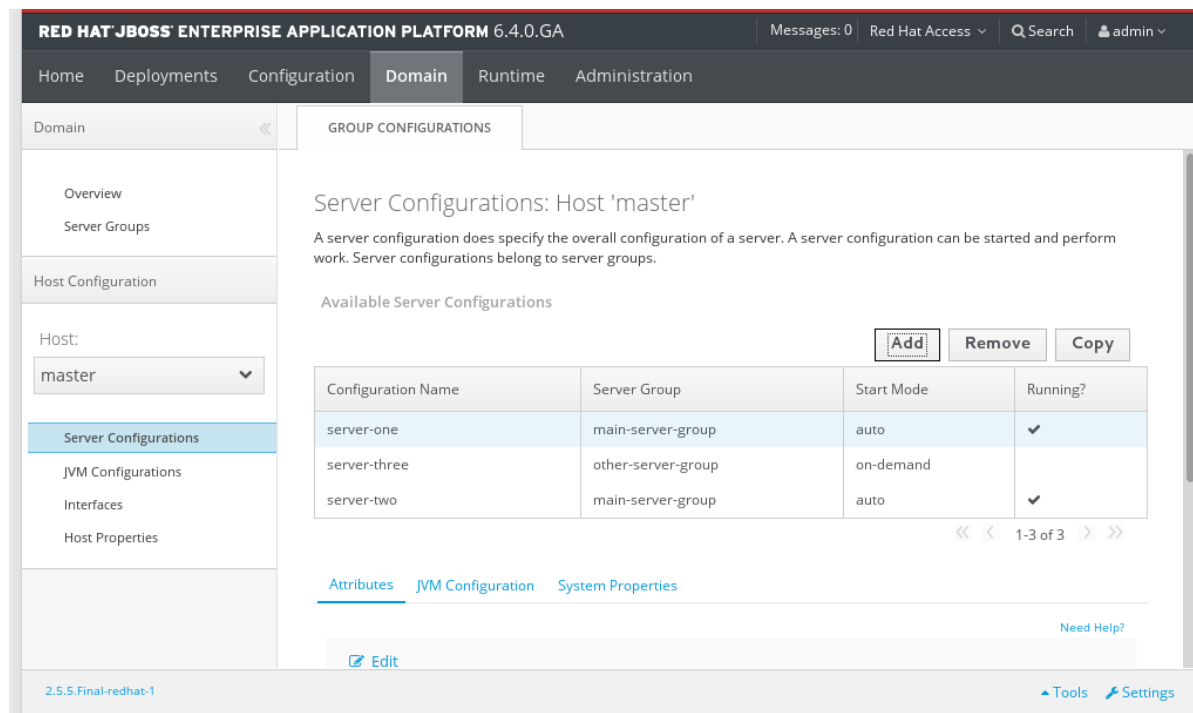 RED HAT JBOSS ENTERPRISE APPLICATION PLATFORM 6.4.0.GA
Messages: 0
Red Hat Access
Search
admin
Home
Deployments
Configuration
Domain
Runtime
Administration
Domain
GROUP CONFIGURATIONS
Overview
Server Groups
Host Configuration
Host:
master
Server Configurations
JVM Configurations
Interfaces
Host Properties
Server Configurations: Host 'master'
A server configuration does specify the overall configuration of a server. A server configuration can be started and perform
work. Server configurations belong to server groups.
Available Server Configurations
Add
Remove
Copy
Configuration Name Server Group Start Mode Running?
server-one main-server-group auto
server-three other-server-group on-demand
server-two main-server-group auto
1-3 of 3
Attributes
JVM Configuration
System Properties
Need Help?
Edit
2.5.5.Final-redhat-1
Tools
Settings